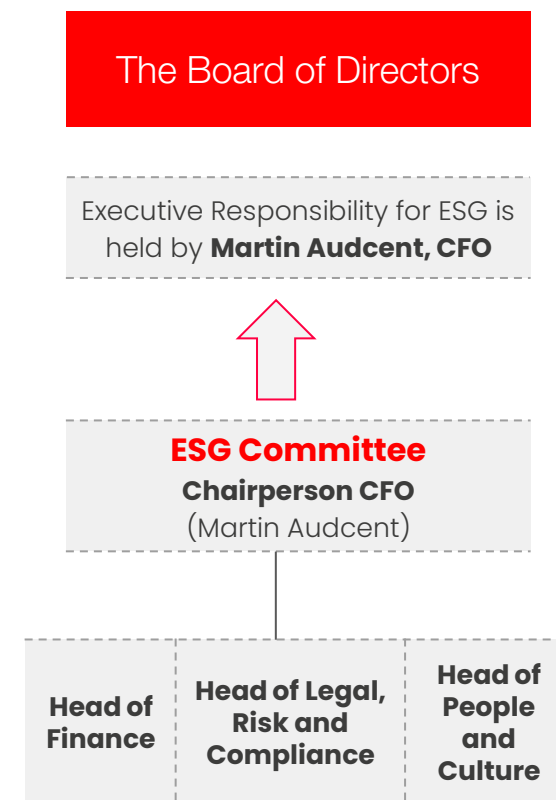 The Board of Directors
Executive Responsibility for ESG is
held by Martin Audcent, CFO
ESG Committee
Chairperson CFO
(Martin Audcent)
Head of
Finance
Head of Legal,
Risk and
Compliance
Head of
People
and
Culture